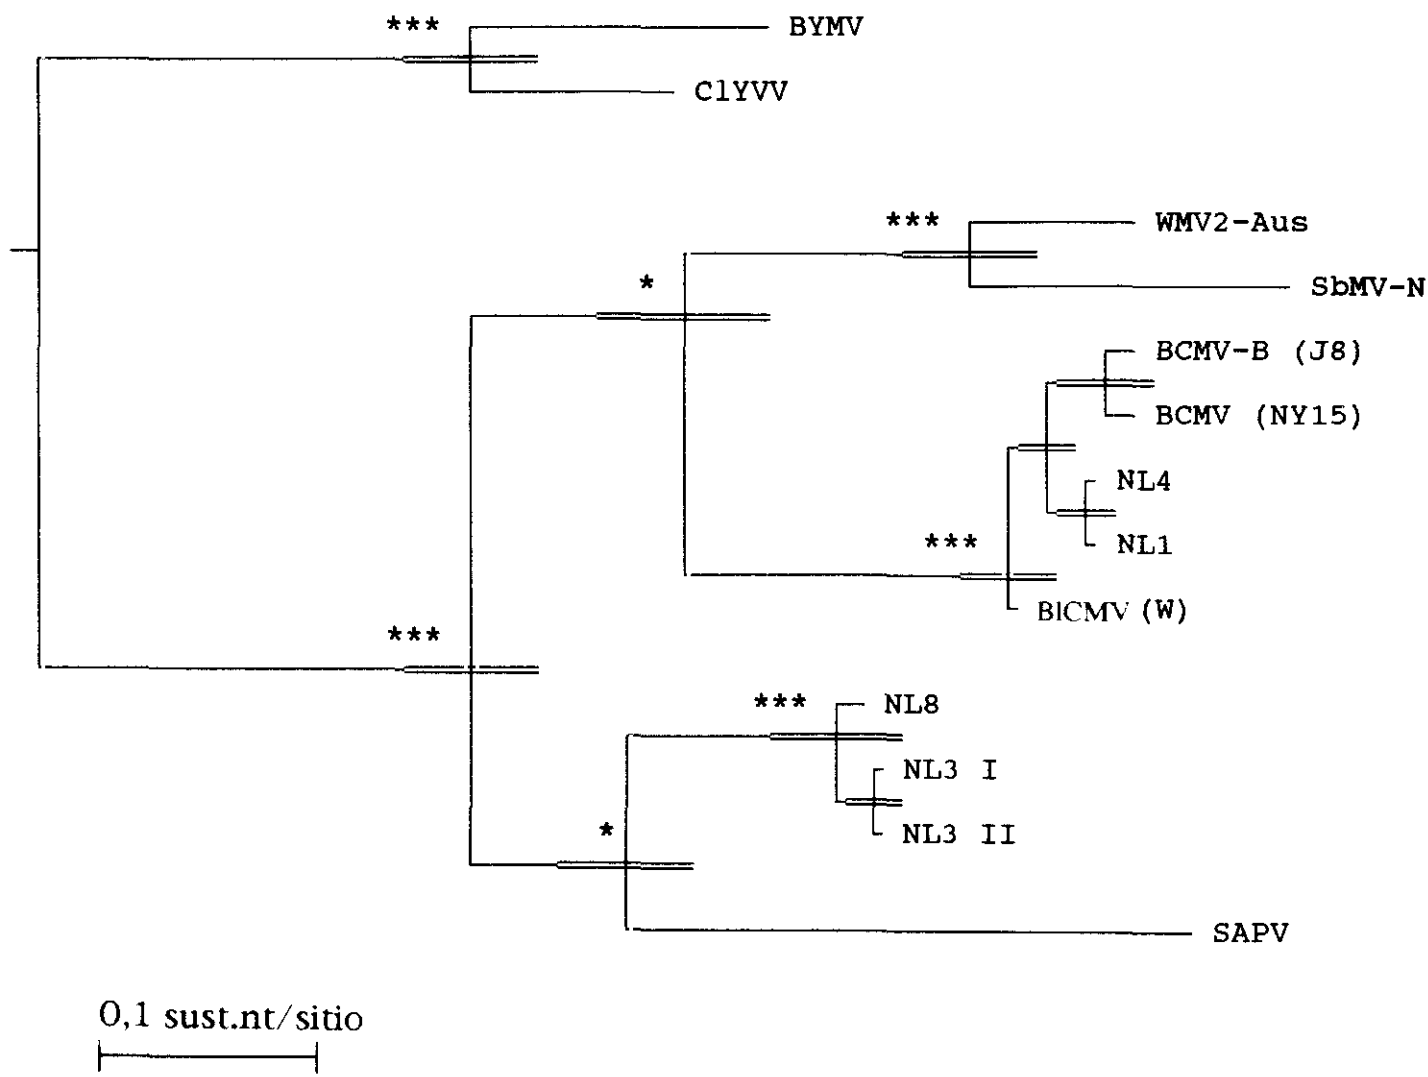 ***
BYMV
ClYVV
***
WMV2-Aus
*
SbMV-N
BCMV-B (J8)
BCMV (NY15)
NL4
***
NL1
BICMV (W)
***
***
NL8
NL3 I
*
NL3 II
SAPV
0,1 sust.nt/sitio